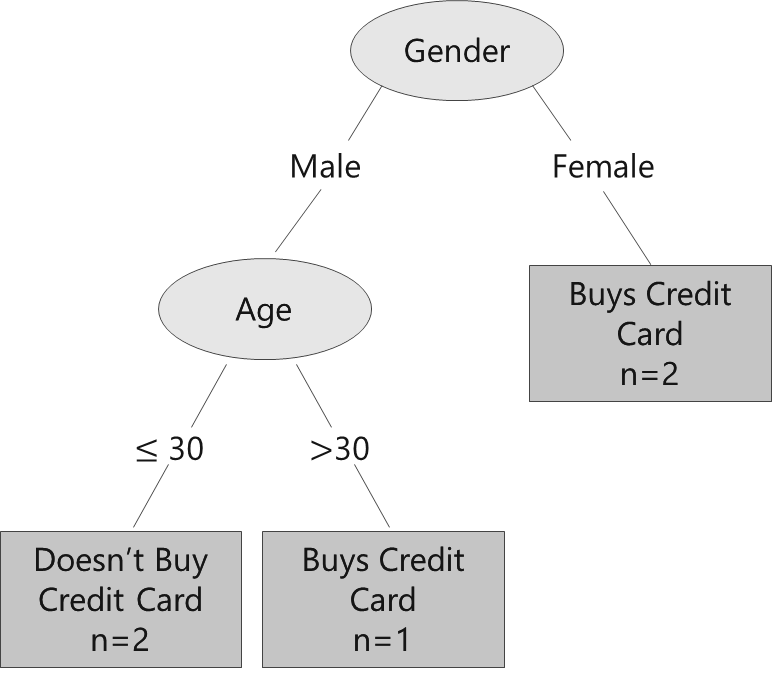 Gender
Male
Female
Age
Buys Credit
Card
n=2
≤ 30
>30
Doesn’t Buy
Credit Card
n=2
Buys Credit
Card
n=1